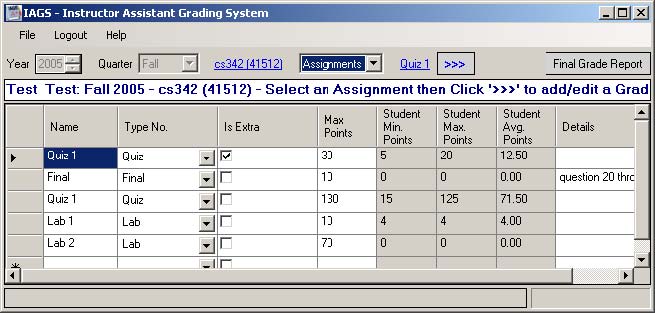 IAGS - Instructor Assistant Grading System
File Logout Help
Year 2005 Quarter Fall cs342 (41512) Assignments Quiz 1 >>> Final Grade Report
Test Test: Fall 2005 - cs342 (41512) - Select an Assignment then Click '>>>' to add/edit a Grad
Name Type No. Is Extra Max Points Student Min. Points Student Max. Points Student Avg. Points Details
Quiz 1 Quiz 30 5 20 12.50
Final Final 10 0 0 0.00 question 20 thro
Quiz 1 Quiz 130 15 125 71.50
Lab 1 Lab 10 4 4 4.00
Lab 2 Lab 70 0 0 0.00